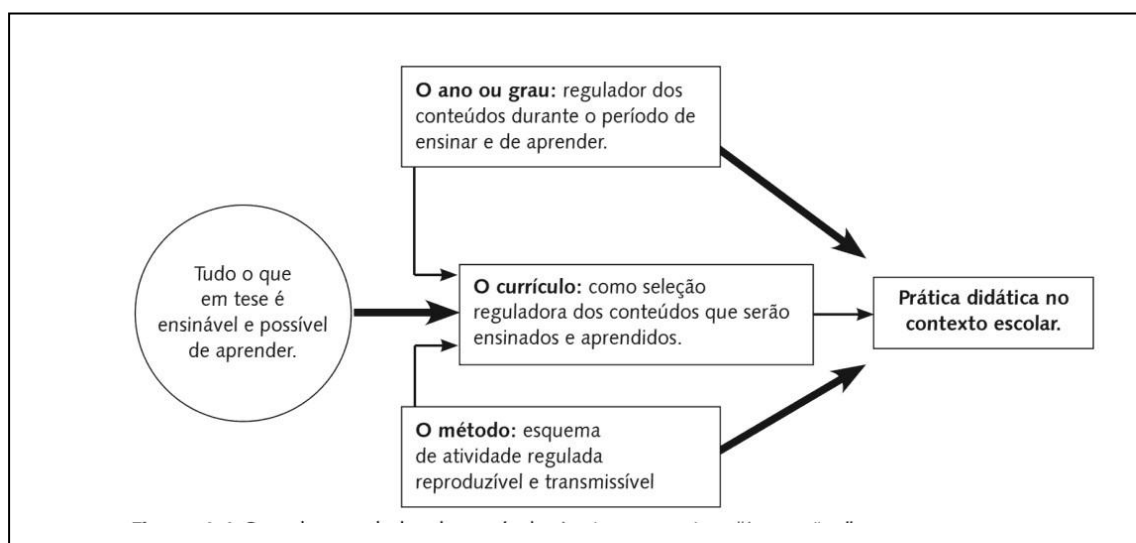 O ano ou grau: regulador dos
conteúdos durante o período de
ensinar e de aprender.
Tudo o que
em tese é
ensinável e possível
de aprender.
O currículo: como seleção
reguladora dos conteúdos que serão
ensinados e aprendidos.
Prática didática no
contexto escolar.
O método: esquema
de atividade regulada
reproduzível e transmissível